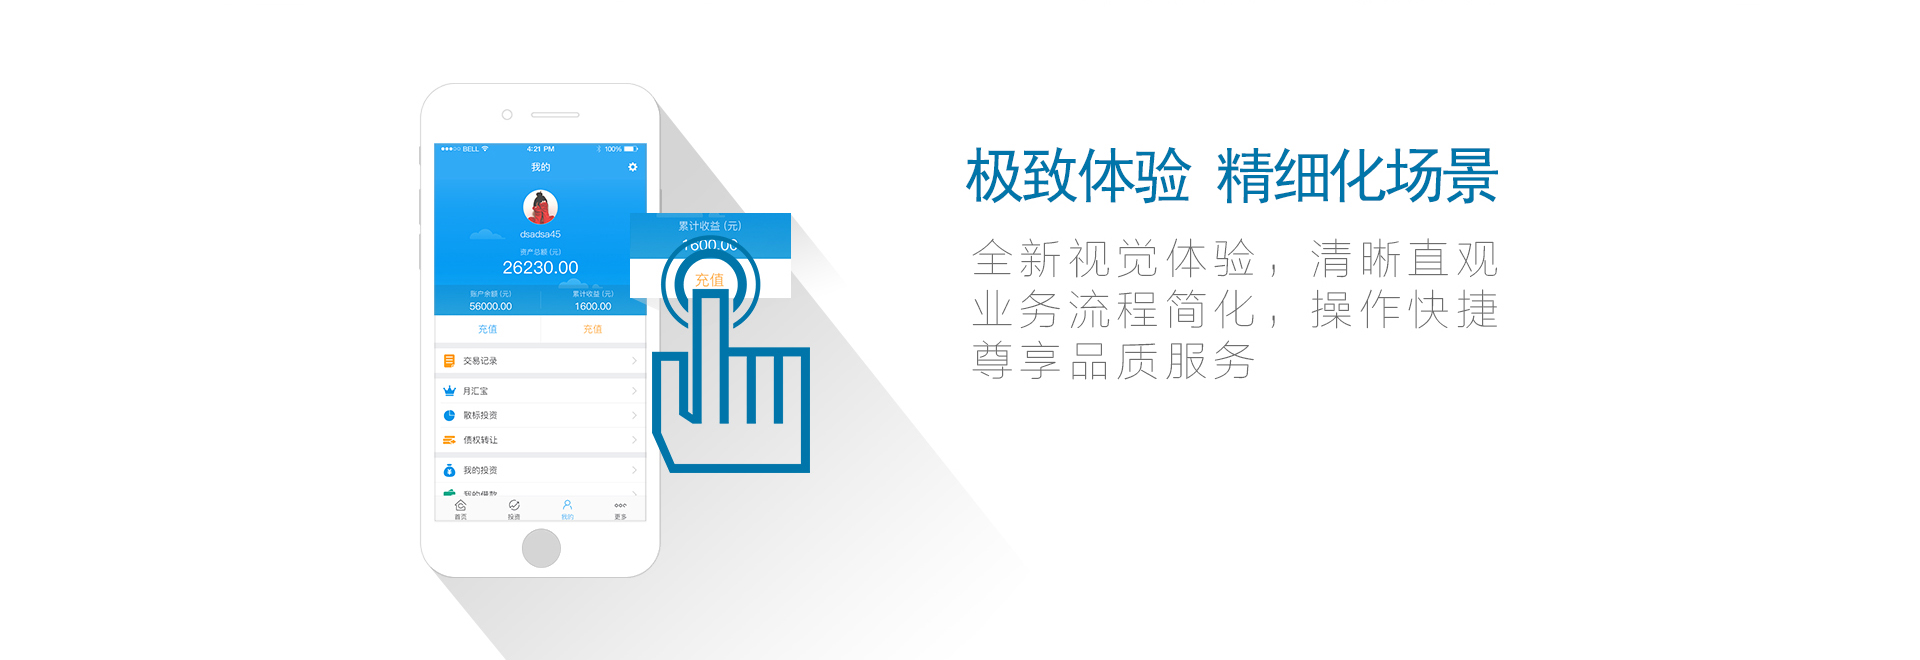 BELL 4:21 PM 100%
我的
dsadsa45
资产总额 (元)
26230.00
账户余额 (元) 累计收益 (元)
56000.00 1600.00
充值 充值
交易记录
月汇宝
散标投资
债权转让
我的投资
我的借款
首页 投资 我的 更多
累计收益 (元)
1600.00
充值
极致体验 精细化场景
全新视觉体验，清晰直观
业务流程简化，操作快捷
尊享品质服务